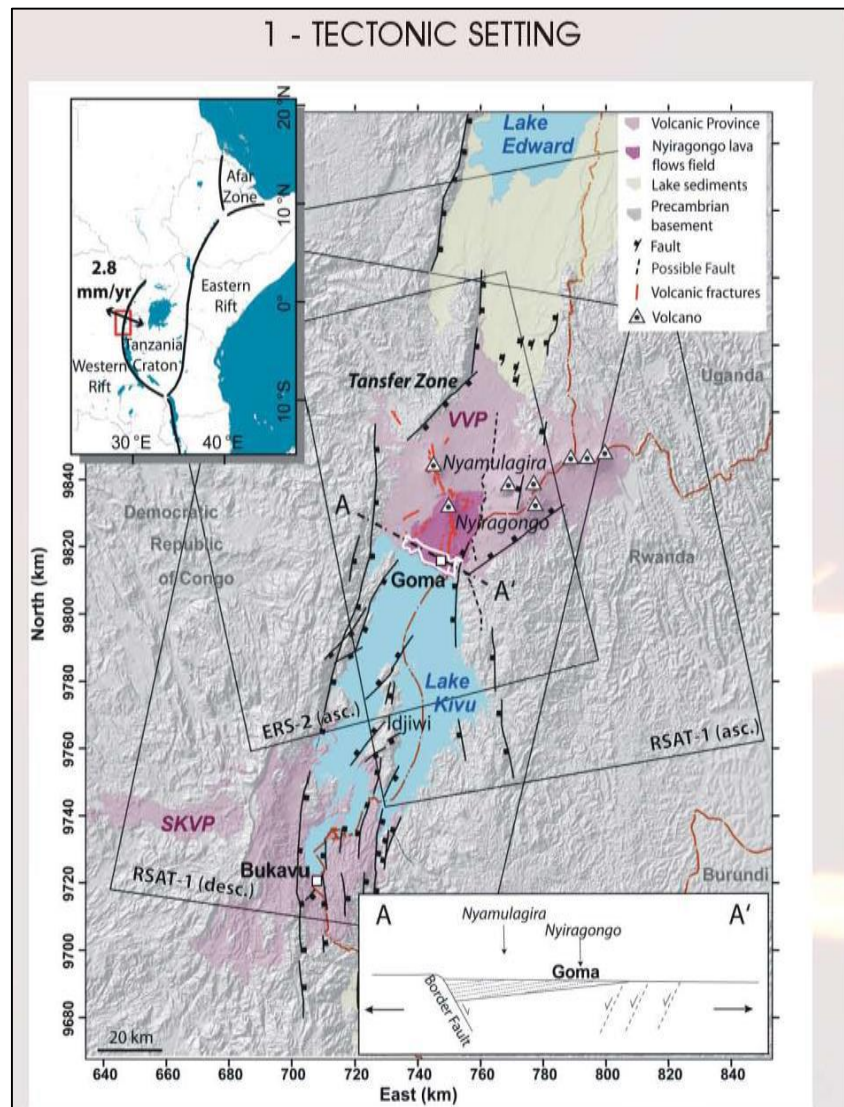 1 - TECTONIC SETTING
20 °N
10 °N
0°
10 °S
30 °E
40 °E
Afar
Zone
2.8
mm/yr
Eastern
Rift
Tanzania
Craton
Western
Rift
Lake
Edward
Volcanic Province
Nyiragongo lava
flows field
Lake sediments
Precambrian
basement
Fault
Possible Fault
Volcanic fractures
Volcano
Tansfer Zone
VVP
Uganda
Nyamulagira
A
Nyiragongo
Democratic
Republic
of Congo
Rwanda
Goma
A'
Lake
Kivu
Idjiwi
ERS-2 (asc.)
RSAT-1 (asc.)
SKVP
Bukavu
RSAT-1 (desc.)
Burundi
A
A'
Nyamulagira
Nyiragongo
Goma
Border Fault
20 km
North (km)
9840
9820
9800
9780
9760
9740
9720
9700
9680
640 660 680 700 720 740 760 780 800 820 840
East (km)